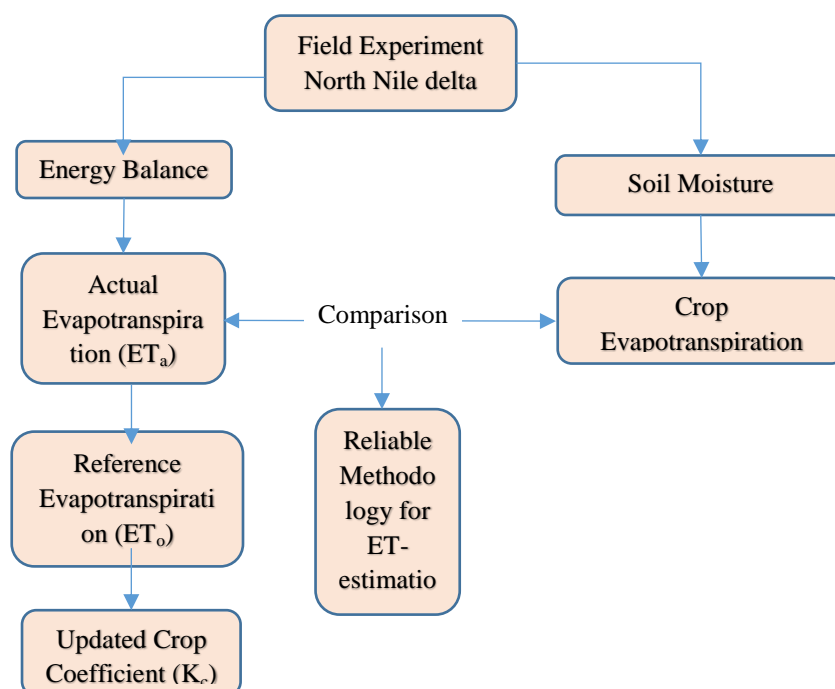 Field Experiment
North Nile delta
Energy Balance
Soil Moisture
Actual
Evapotranspira
tion (ETₐ)
Comparison
Crop
Evapotranspiration
Reference
Evapotranspirati
on (ETₒ)
Reliable
Methodo
logy for
ET-
estimatio
Updated Crop
Coefficient (K꜀)